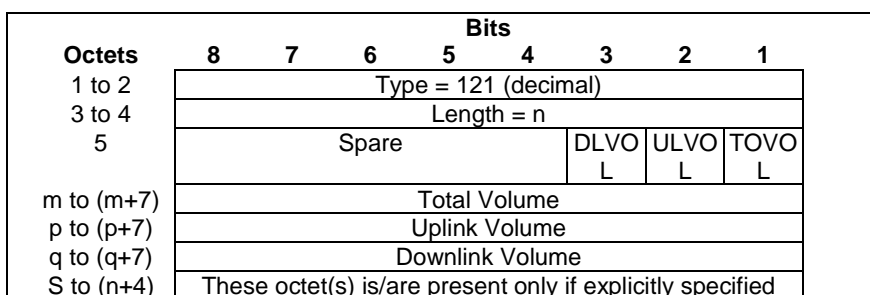 Bits
Octets 8 7 6 5 4 3 2 1
1 to 2 Type = 121 (decimal)
3 to 4 Length = n
5 Spare DLVO ULVO TOVO
L L L
m to (m+7) Total Volume
p to (p+7) Uplink Volume
q to (q+7) Downlink Volume
S to (n+4) These octet(s) is/are present only if explicitly specified